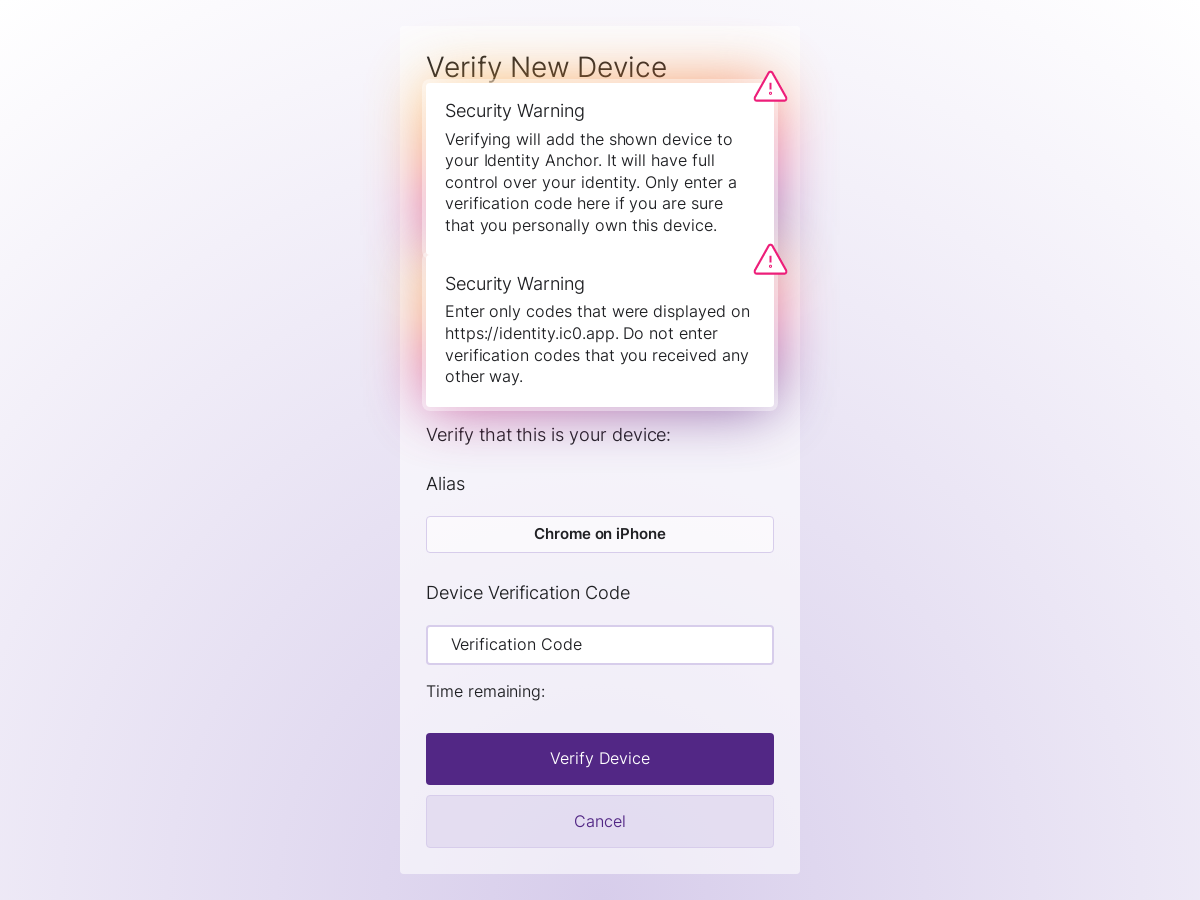 Verify New Device
Security Warning
Verifying will add the shown device to
your Identity Anchor. It will have full
control over your identity. Only enter a
verification code here if you are sure
that you personally own this device.
Security Warning
Enter only codes that were displayed on
https://identity.ic0.app. Do not enter
verification codes that you received any
other way.
Verify that this is your device:
Alias
Chrome on iPhone
Device Verification Code
Verification Code
Time remaining:
Verify Device
Cancel